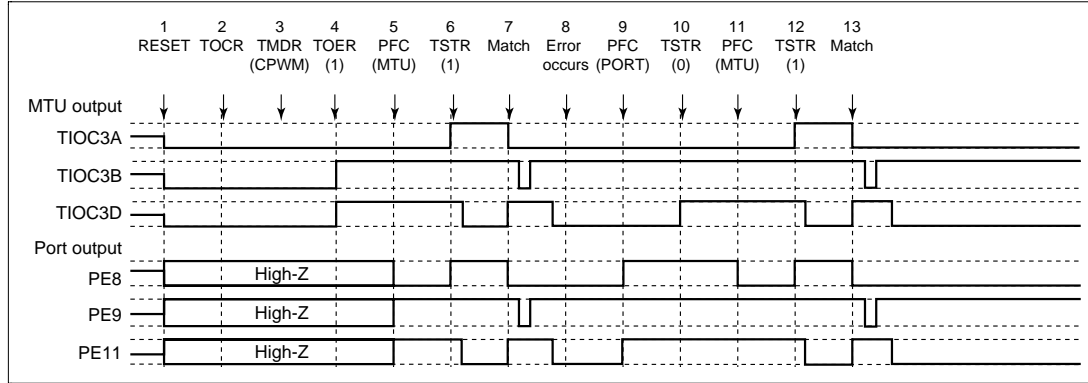 1 2 3 4 5 6 7 8 9 10 11 12 13
RESET TOCR TMDR TOER PFC TSTR Match Error PFC TSTR PFC TSTR Match
(CPWM) (1) (MTU) (1) occurs (PORT) (0) (MTU) (1)
MTU output
TIOC3A
TIOC3B
TIOC3D
Port output
PE8 High-Z
PE9 High-Z
PE11 High-Z